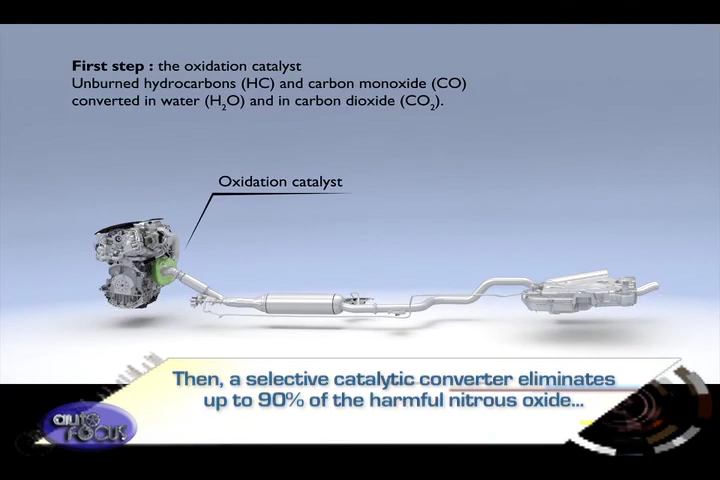 First step : the oxidation catalyst
Unburned hydrocarbons (HC) and carbon monoxide (CO)
converted in water (H₂O) and in carbon dioxide (CO₂).
Oxidation catalyst
Then, a selective catalytic converter eliminates
up to 90% of the harmful nitrous oxide...
auto
FOCUS